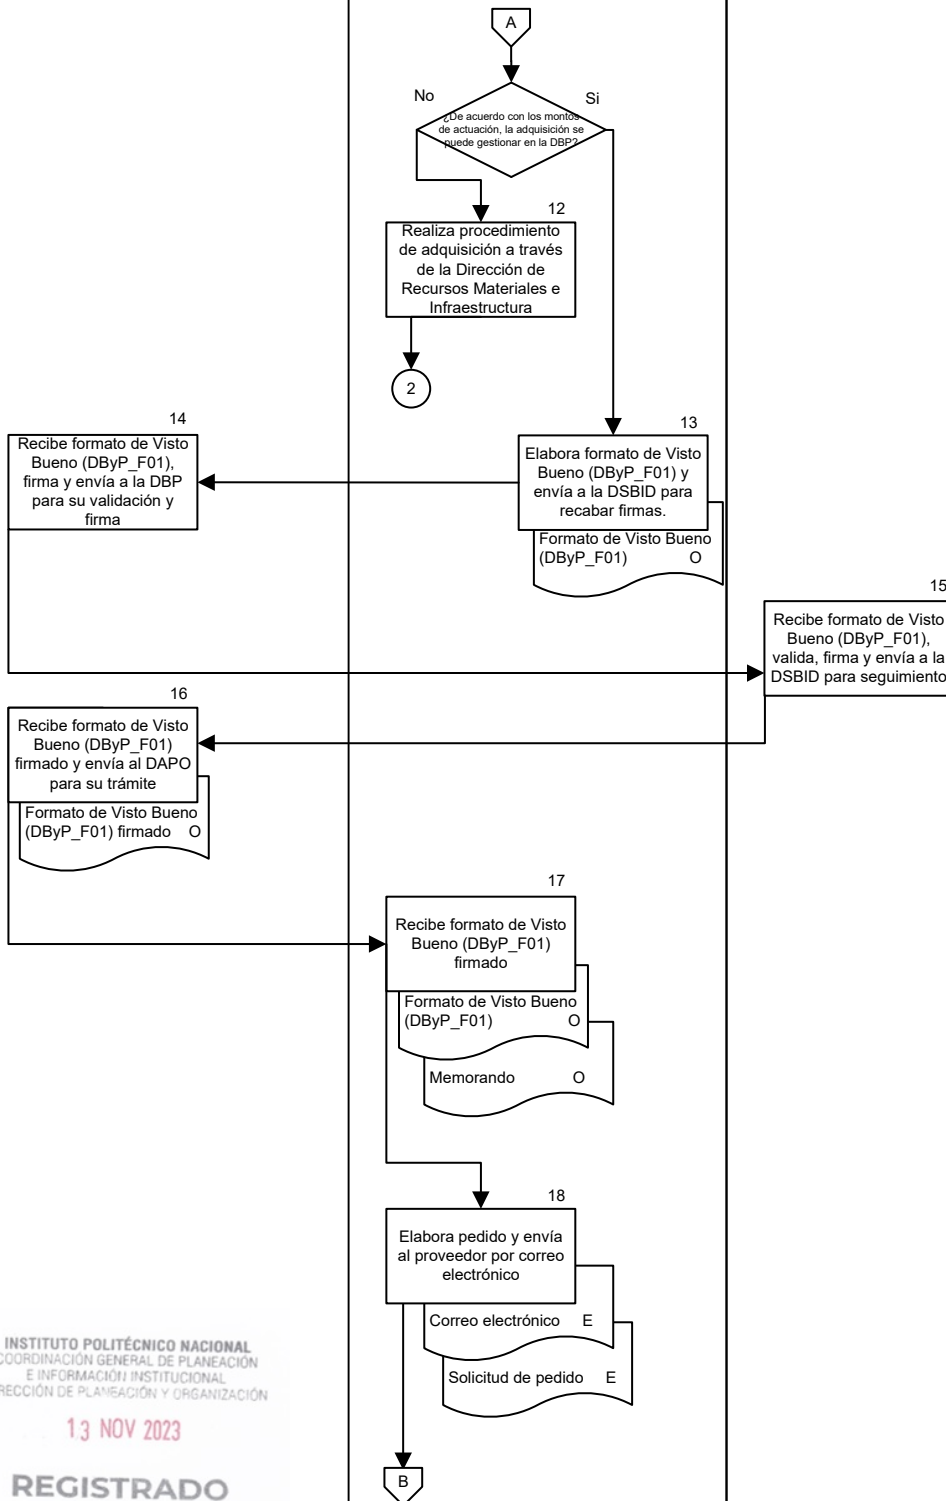 A
No
Si
¿De acuerdo con los montos
de actuación, la adquisición se
puede gestionar en la DBP?
12
Realiza procedimiento
de adquisición a través
de la Dirección de
Recursos Materiales e
Infraestructura
2
13
Elabora formato de Visto
Bueno (DByP_F01) y
envía a la DSBID para
recabar firmas.
Formato de Visto Bueno
(DByP_F01) O
14
Recibe formato de Visto
Bueno (DByP_F01),
firma y envía a la DBP
para su validación y
firma
15
Recibe formato de Visto
Bueno (DByP_F01),
valida, firma y envía a la
DSBID para seguimiento
16
Recibe formato de Visto
Bueno (DByP_F01)
firmado y envía al DAPO
para su trámite
Formato de Visto Bueno
(DByP_F01) firmado O
17
Recibe formato de Visto
Bueno (DByP_F01)
firmado
Formato de Visto Bueno
(DByP_F01) O
Memorando O
18
Elabora pedido y envía
al proveedor por correo
electrónico
Correo electrónico E
Solicitud de pedido E
B
INSTITUTO POLITÉCNICO NACIONAL
COORDINACIÓN GENERAL DE PLANEACIÓN
E INFORMACIÓN INSTITUCIONAL
RECCIÓN DE PLANEACIÓN Y ORGANIZACIÓN
13 NOV 2023
REGISTRADO